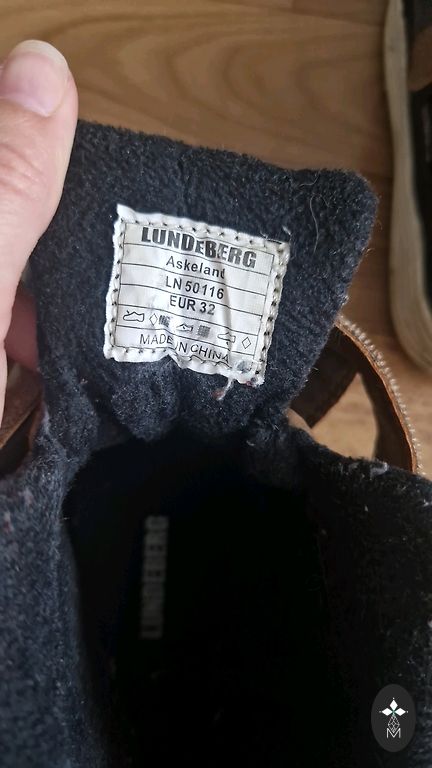 LUNDEBERG
Askeland
LN 50116
EUR 32
MADE IN CHINA
LUNDEBERG
M